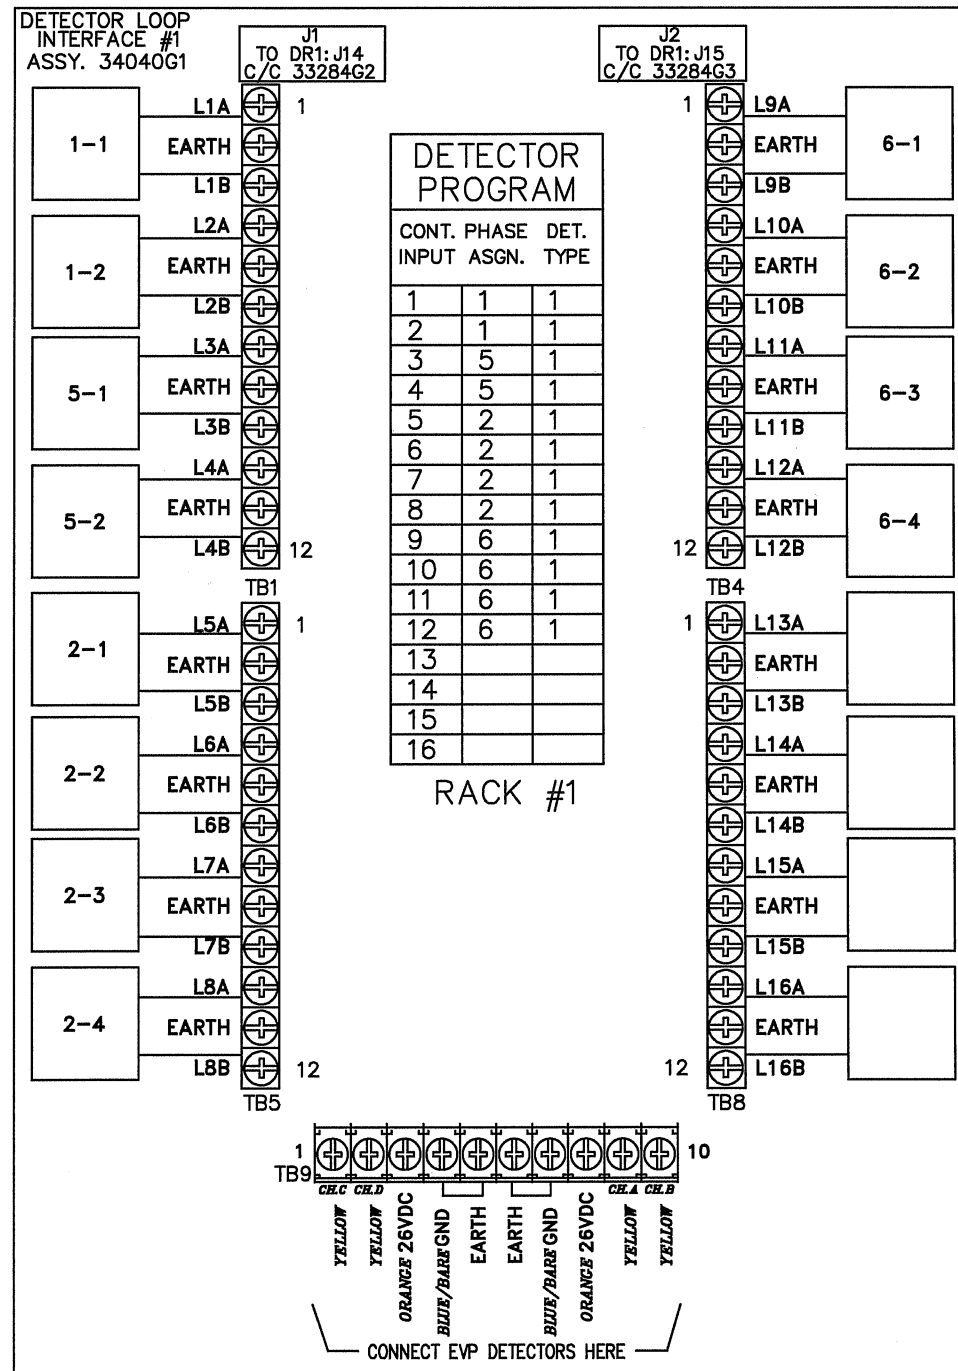 DETECTOR LOOP
INTERFACE #1
ASSY. 34040G1
J1
TO DR1:J14
C/C 33284G2
J2
TO DR1:J15
C/C 33284G3
1-1
L1A
EARTH
L1B
1
1-2
L2A
EARTH
L2B
5-1
L3A
EARTH
L3B
5-2
L4A
EARTH
L4B
12
TB1
2-1
L5A
EARTH
L5B
1
2-2
L6A
EARTH
L6B
2-3
L7A
EARTH
L7B
2-4
L8A
EARTH
L8B
12
TB5
DETECTOR
PROGRAM
CONT. PHASE DET.
INPUT ASGN. TYPE
1 1 1
2 1 1
3 5 1
4 5 1
5 2 1
6 2 1
7 2 1
8 2 1
9 6 1
10 6 1
11 6 1
12 6 1
13
14
15
16
RACK #1
1
L9A
EARTH
L9B
6-1
L10A
EARTH
L10B
6-2
L11A
EARTH
L11B
6-3
L12A
EARTH
12 L12B
6-4
TB4
1
L13A
EARTH
L13B
L14A
EARTH
L14B
L15A
EARTH
L15B
L16A
EARTH
12 L16B
TB8
1
TB9
10
CH.C
YELLOW
CH.D
YELLOW
ORANGE 26VDC
BLUE/BARE GND
EARTH
EARTH
BLUE/BARE GND
ORANGE 26VDC
CH.A
YELLOW
CH.B
YELLOW
CONNECT EVP DETECTORS HERE